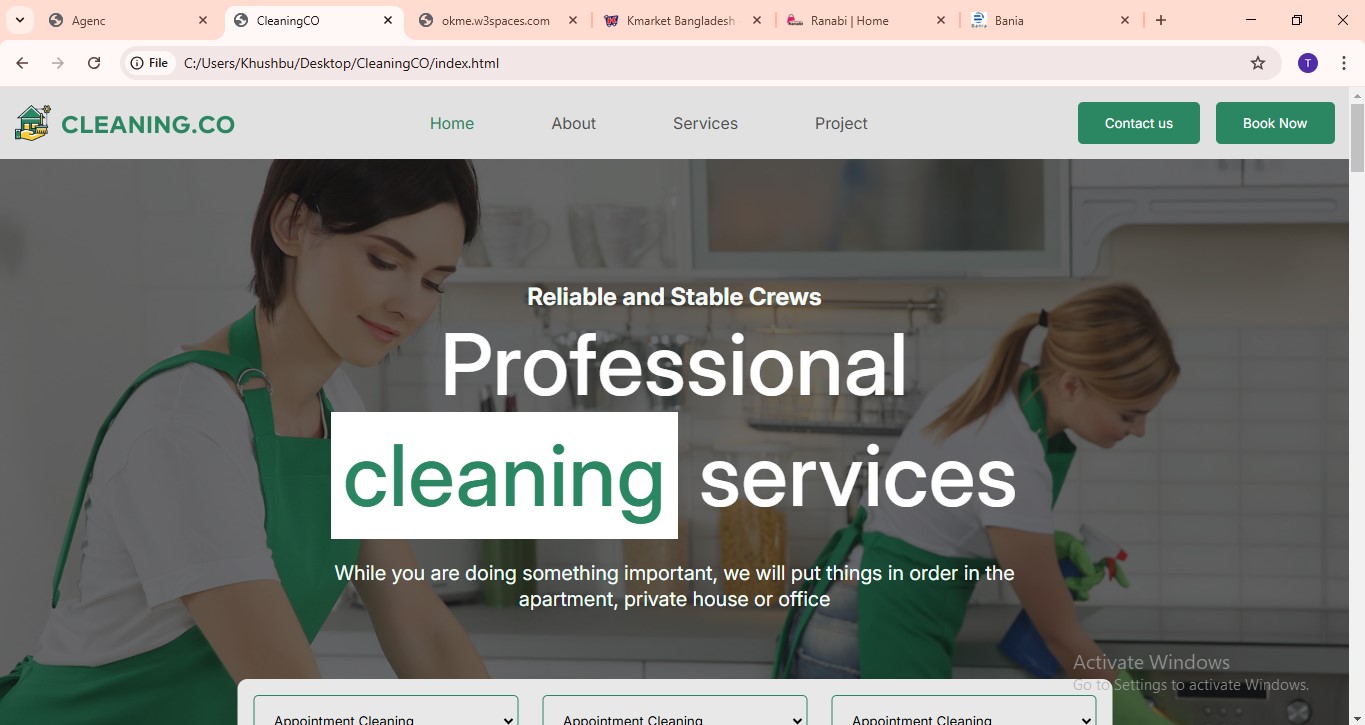 Agenc
CleaningCO
okme.w3spaces.com
Kmarket Bangladesh
Ranabi | Home
Bania
File
C:/Users/Khushbu/Desktop/CleaningCO/index.html
T
CLEANING.CO
Home
About
Services
Project
Contact us
Book Now
Reliable and Stable Crews
Professional
cleaning services
While you are doing something important, we will put things in order in the
apartment, private house or office
Activate Windows
Go to Settings to activate Windows.
Appointment Cleaning
Appointment Cleaning
Appointment Cleaning